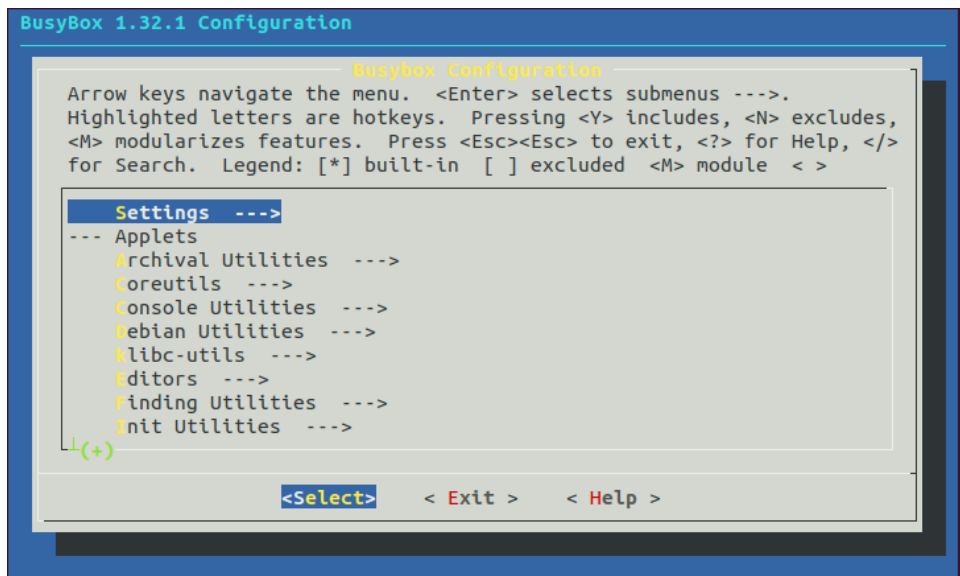 BusyBox 1.32.1 Configuration
Busybox Configuration
Arrow keys navigate the menu.  <Enter> selects submenus --->.
Highlighted letters are hotkeys.  Pressing <Y> includes, <N> excludes,
<M> modularizes features.  Press <Esc><Esc> to exit, <?> for Help, </>
for Search.  Legend: [*] built-in  [ ] excluded  <M> module  < >
Settings  --->
--- Applets
Archival Utilities  --->
Coreutils  --->
Console Utilities  --->
Debian Utilities  --->
klibc-utils  --->
Editors  --->
Finding Utilities  --->
Init Utilities  --->
(+)
<Select>    < Exit >    < Help >